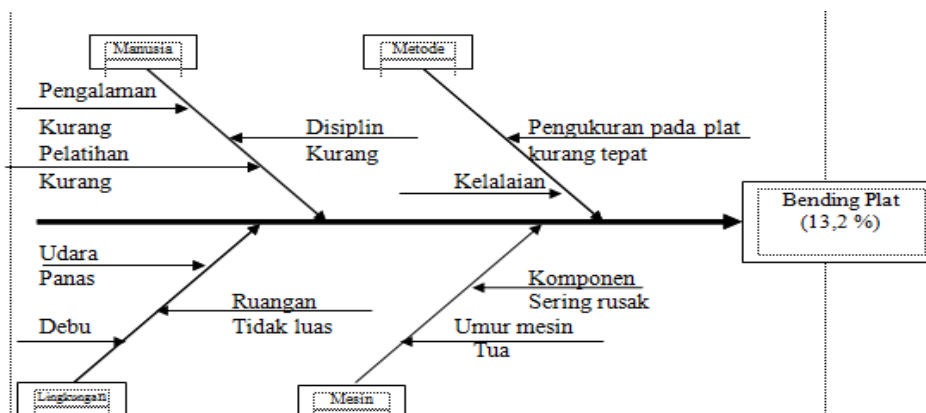 Manusia
Metode
Pengalaman
Kurang
Pelatihan
Kurang
Disiplin
Kurang
Pengukuran pada plat
kurang tepat
Kelalaian
Bending Plat
(13,2 %)
Udara
Panas
Debu
Ruangan
Tidak luas
Komponen
Sering rusak
Umur mesin
Tua
Lingkungan
Mesin